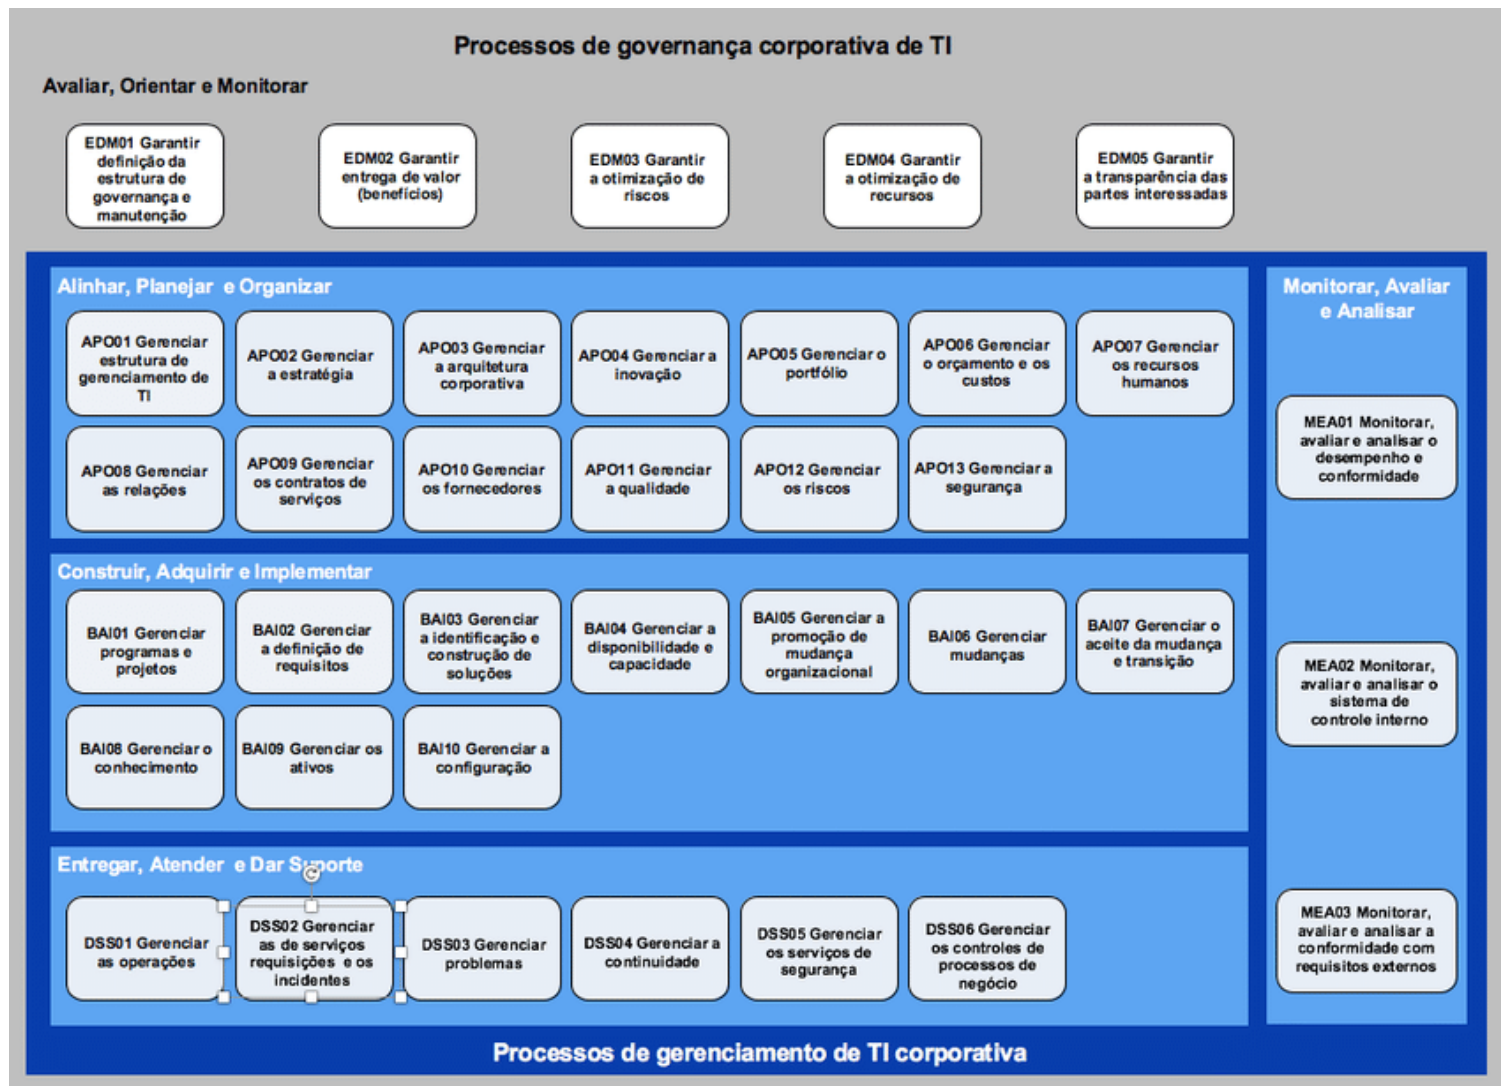 Processos de governança corporativa de TI
Avaliar, Orientar e Monitorar
EDM01 Garantir
definição da
estrutura de
governança e
manutenção
EDM02 Garantir
entrega de valor
(benefícios)
EDM03 Garantir
a otimização de
riscos
EDM04 Garantir
a otimização de
recursos
EDM05 Garantir
a transparência das
partes interessadas
Alinhar, Planejar e Organizar
APO01 Gerenciar
estrutura de
gerenciamento de
TI
APO02 Gerenciar
a estratégia
APO03 Gerenciar
a arquitetura
corporativa
APO04 Gerenciar a
inovação
APO05 Gerenciar o
portfólio
APO06 Gerenciar
o orçamento e os
custos
APO07 Gerenciar
os recursos
humanos
APO08 Gerenciar
as relações
APO09 Gerenciar
os contratos de
serviços
APO10 Gerenciar
os fornecedores
APO11 Gerenciar
a qualidade
APO12 Gerenciar
os riscos
APO13 Gerenciar a
segurança
Construir, Adquirir e Implementar
BAI01 Gerenciar
programas e
projetos
BAI02 Gerenciar
a definição de
requisitos
BAI03 Gerenciar
a identificação e
construção de
soluções
BAI04 Gerenciar a
disponibilidade e
capacidade
BAI05 Gerenciar a
promoção de
mudança
organizacional
BAI06 Gerenciar
mudanças
BAI07 Gerenciar o
aceite da mudança
e transição
BAI08 Gerenciar o
conhecimento
BAI09 Gerenciar os
ativos
BAI10 Gerenciar a
configuração
Entregar, Atender e Dar Suporte
DSS01 Gerenciar
as operações
DSS02 Gerenciar
as de serviços
requisições e os
incidentes
DSS03 Gerenciar
problemas
DSS04 Gerenciar a
continuidade
DSS05 Gerenciar
os serviços de
segurança
DSS06 Gerenciar
os controles de
processos de
negócio
Monitorar, Avaliar
e Analisar
MEA01 Monitorar,
avaliar e analisar o
desempenho e
conformidade
MEA02 Monitorar,
avaliar e analisar o
sistema de
controle interno
MEA03 Monitorar,
avaliar e analisar a
conformidade com
requisitos externos
Processos de gerenciamento de TI corporativa